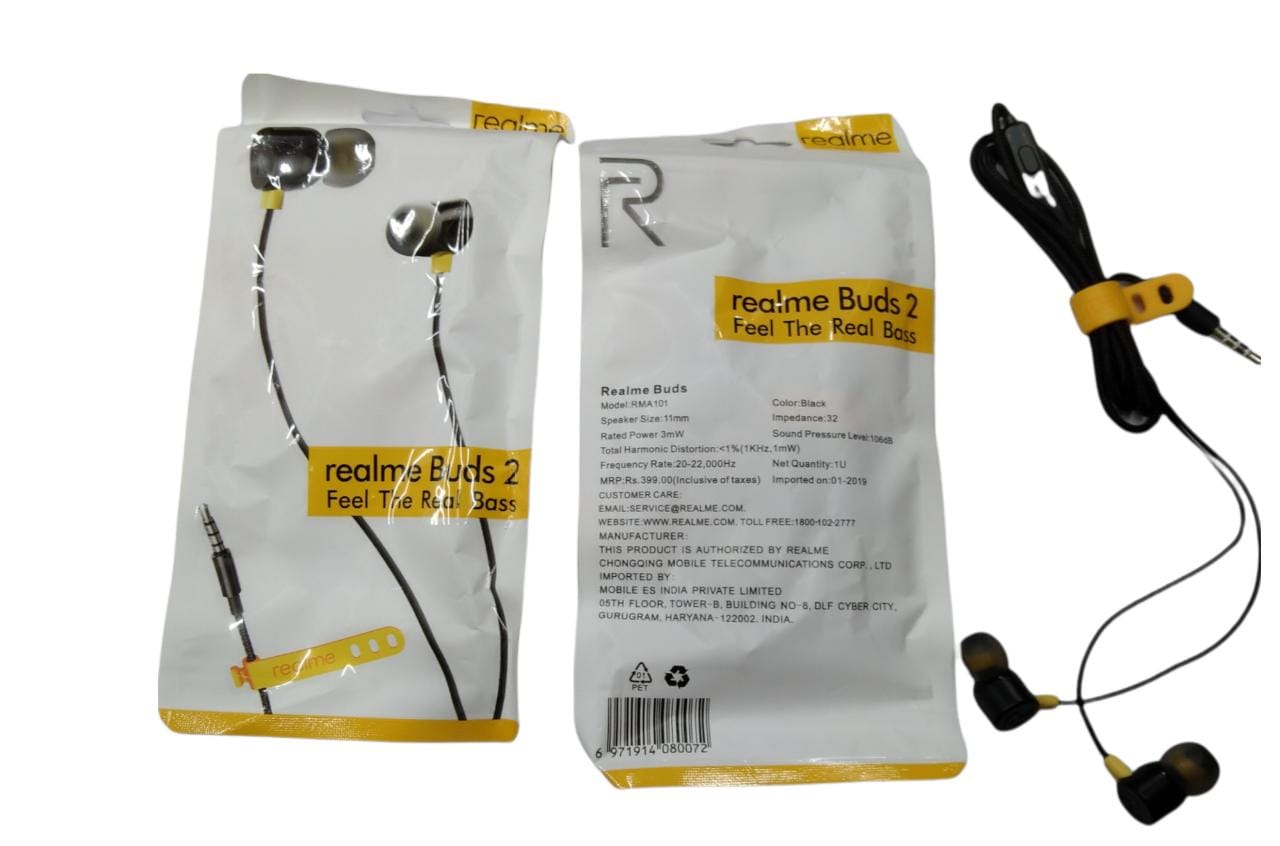 realme
realme Buds 2
Feel The Real Bass
realme
realme
R
realme Buds 2
Feel The Real Bass
Realme Buds
Model:RMA101 Color:Black
Speaker Size:11mm Impedance:32
Rated Power 3mW Sound Pressure Level:106dB
Total Harmonic Distortion:<1%(1KHz,1mW)
Frequency Rate:20-22,000Hz Net Quantity:1U
MRP:Rs.399.00(Inclusive of taxes) Imported on:01-2019
CUSTOMER CARE:
EMAIL:SERVICE@REALME.COM.
WEBSITE:WWW.REALME.COM. TOLL FREE:1800-102-2777
MANUFACTURER:
THIS PRODUCT IS AUTHORIZED BY REALME
CHONGQING MOBILE TELECOMMUNICATIONS CORP., LTD
IMPORTED BY:
MOBILE ES INDIA PRIVATE LIMITED
05TH FLOOR, TOWER-B, BUILDING NO-8, DLF CYBER CITY,
GURUGRAM, HARYANA-122002. INDIA.
01
PET
6 971914 080072